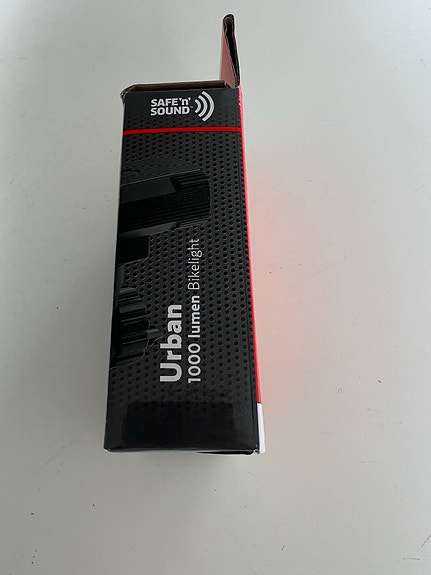 SAFE 'n'
SOUND
Urban
1000 lumen Bikelight